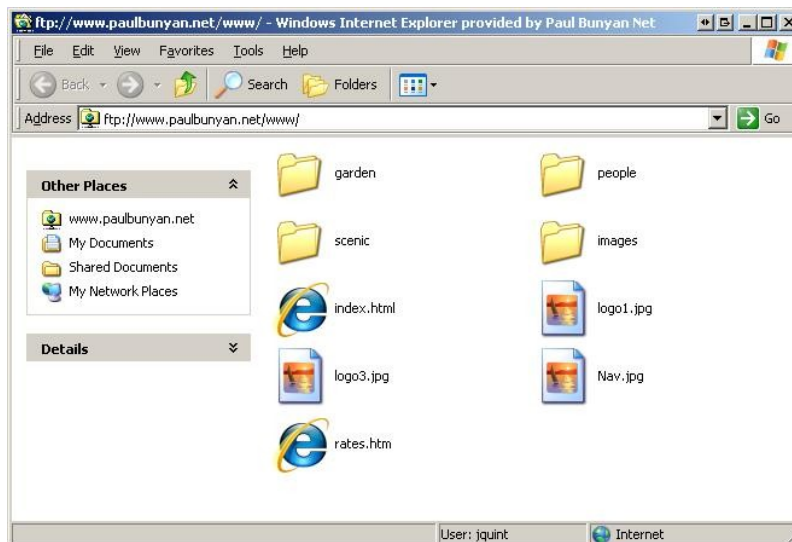 ftp://www.paulbunyan.net/www/ - Windows Internet Explorer provided by Paul Bunyan Net
File Edit View Favorites Tools Help
Back Search Folders
Address ftp://www.paulbunyan.net/www/ Go
Other Places
www.paulbunyan.net
My Documents
Shared Documents
My Network Places
Details
garden people
scenic images
index.html logo1.jpg
logo3.jpg Nav.jpg
rates.htm
User: jquint Internet